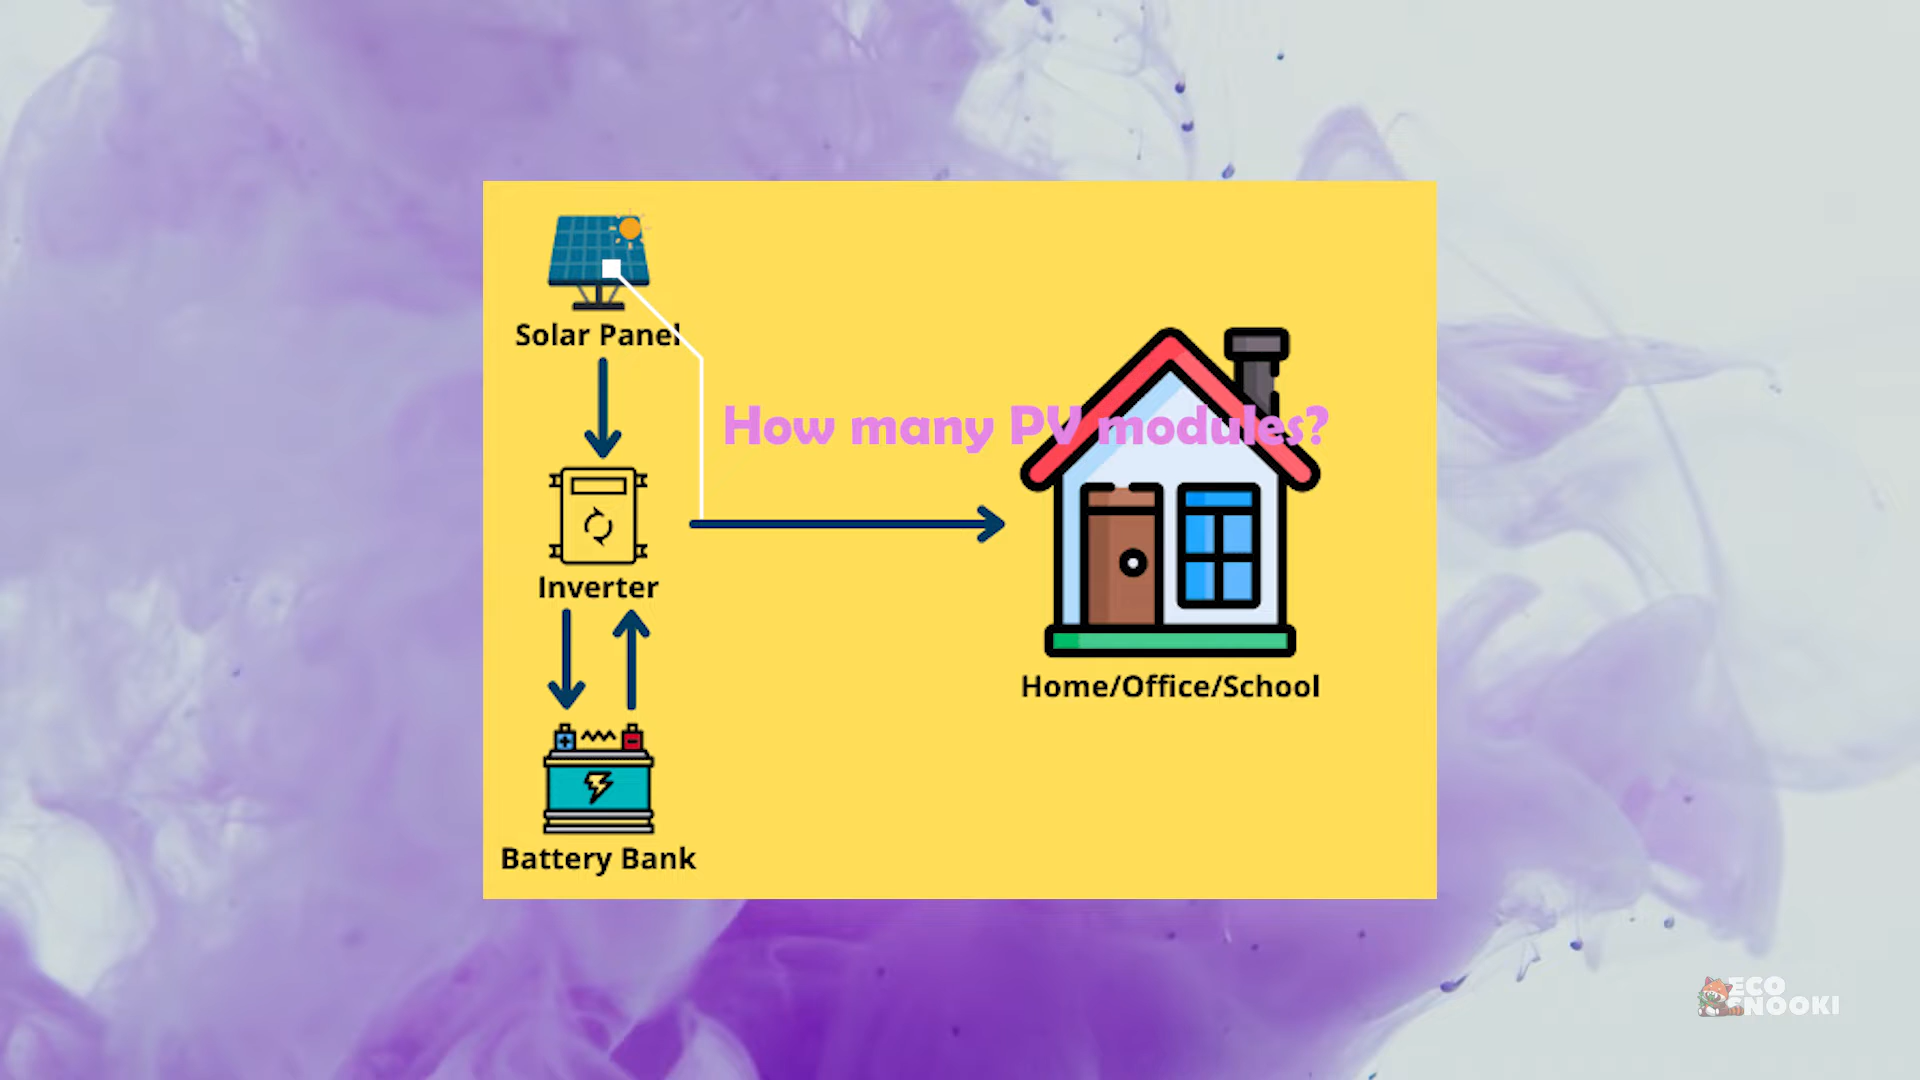 Solar Panel
How many PV modules?
Inverter
Home/Office/School
Battery Bank
ECO
SNOOKI